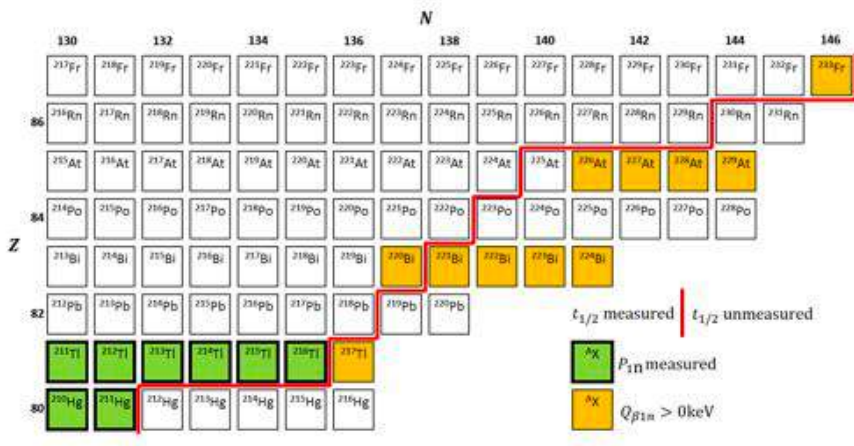 N
130 132 134 136 138 140 142 144 146
²¹⁷Fr ²¹⁸Fr ²¹⁹Fr ²²⁰Fr ²²¹Fr ²²²Fr ²²³Fr ²²⁴Fr ²²⁵Fr ²²⁶Fr ²²⁷Fr ²²⁸Fr ²²⁹Fr ²³⁰Fr ²³¹Fr ²³²Fr ²³³Fr
86 ²¹⁶Rn ²¹⁷Rn ²¹⁸Rn ²¹⁹Rn ²²⁰Rn ²²¹Rn ²²²Rn ²²³Rn ²²⁴Rn ²²⁵Rn ²²⁶Rn ²²⁷Rn ²²⁸Rn ²²⁹Rn ²³⁰Rn ²³¹Rn
²¹⁵At ²¹⁶At ²¹⁷At ²¹⁸At ²¹⁹At ²²⁰At ²²¹At ²²²At ²²³At ²²⁴At ²²⁵At ²²⁶At ²²⁷At ²²⁸At ²²⁹At
84 ²¹⁴Po ²¹⁵Po ²¹⁶Po ²¹⁷Po ²¹⁸Po ²¹⁹Po ²²⁰Po ²²¹Po ²²²Po ²²³Po ²²⁴Po ²²⁵Po ²²⁶Po ²²⁷Po ²²⁸Po
Z
²¹³Bi ²¹⁴Bi ²¹⁵Bi ²¹⁶Bi ²¹⁷Bi ²¹⁸Bi ²¹⁹Bi ²²⁰Bi ²²¹Bi ²²²Bi ²²³Bi ²²⁴Bi
82 ²¹²Pb ²¹³Pb ²¹⁴Pb ²¹⁵Pb ²¹⁶Pb ²¹⁷Pb ²¹⁸Pb ²¹⁹Pb ²²⁰Pb
t₁/₂ measured t₁/₂ unmeasured
²¹¹Tl ²¹²Tl ²¹³Tl ²¹⁴Tl ²¹⁵Tl ²¹⁶Tl ²¹⁷Tl
ᴬX P₁n measured
80 ²¹⁰Hg ²¹¹Hg ²¹²Hg ²¹³Hg ²¹⁴Hg ²¹⁵Hg ²¹⁶Hg
ᴬX Qβ1n > 0keV